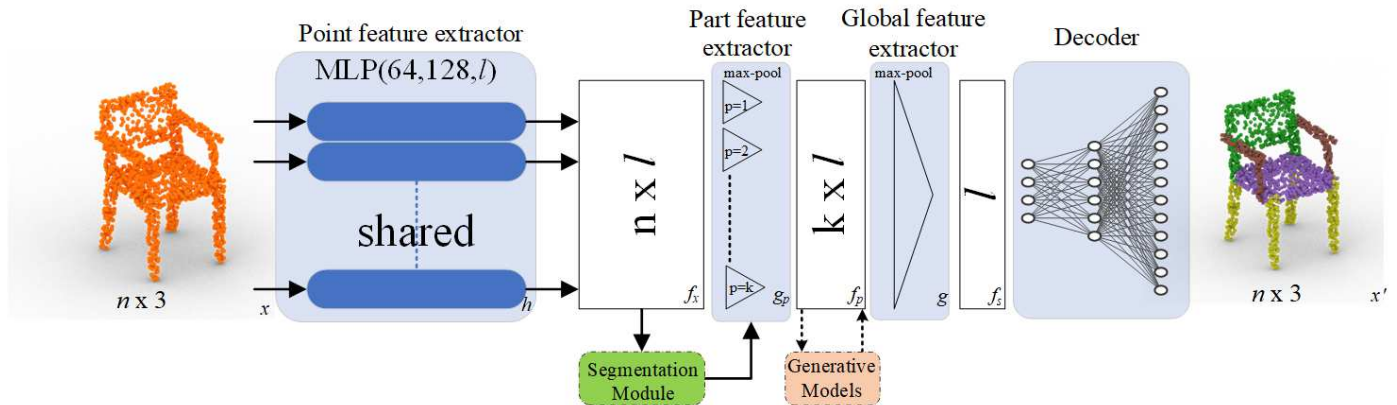 Point feature extractor
MLP(64,128,l)
shared
n x 3
x
h
n x l
f_x
Part feature
extractor
max-pool
p=1
p=2
p=k
g_p
k x l
f_p
Global feature
extractor
max-pool
g
l
f_s
Decoder
n x 3
x'
Segmentation
Module
Generative
Models